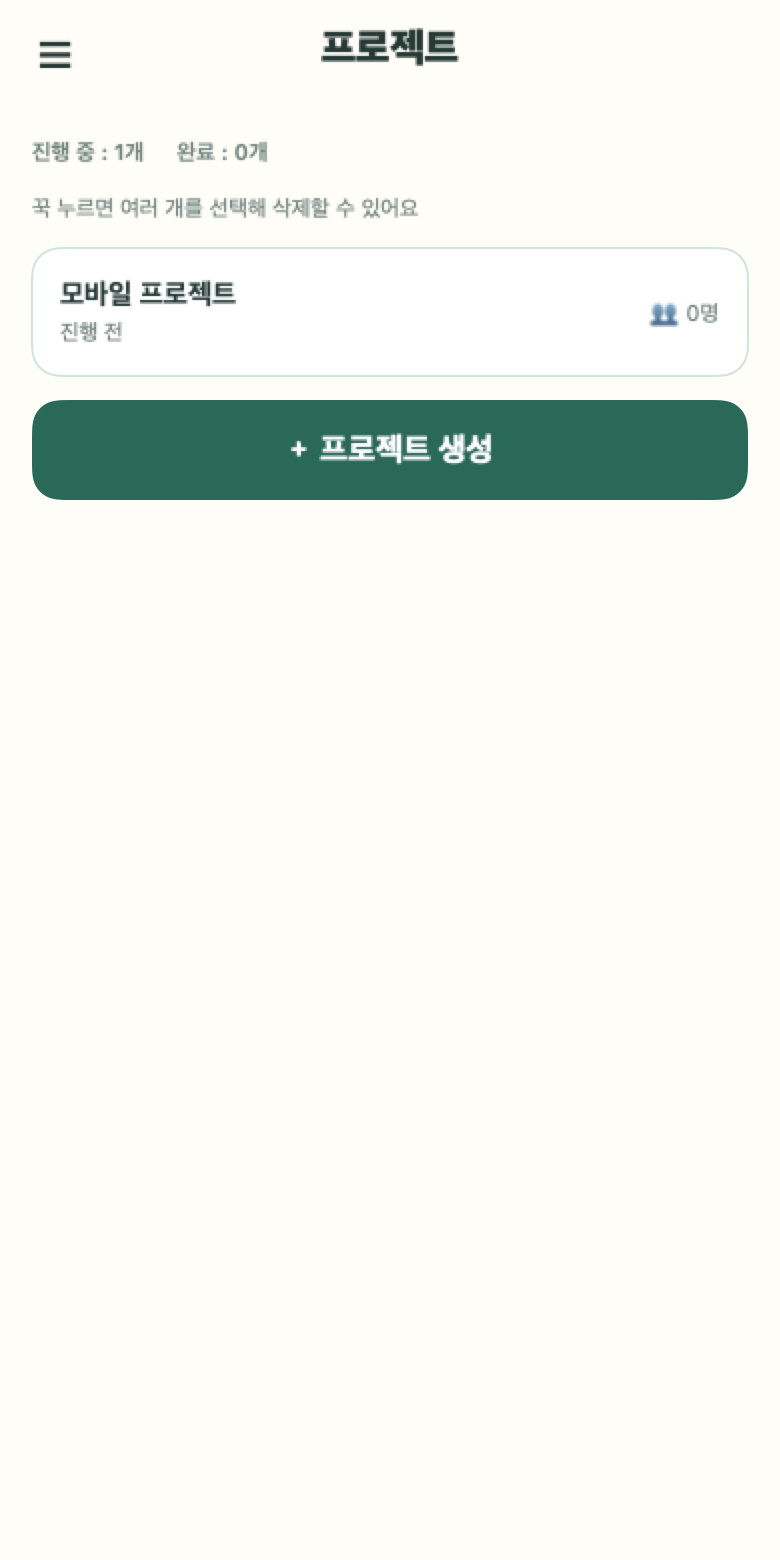 프로젝트
진행 중 : 1개 완료 : 0개
꾹 누르면 여러 개를 선택해 삭제할 수 있어요
모바일 프로젝트
진행 전
0명
+ 프로젝트 생성